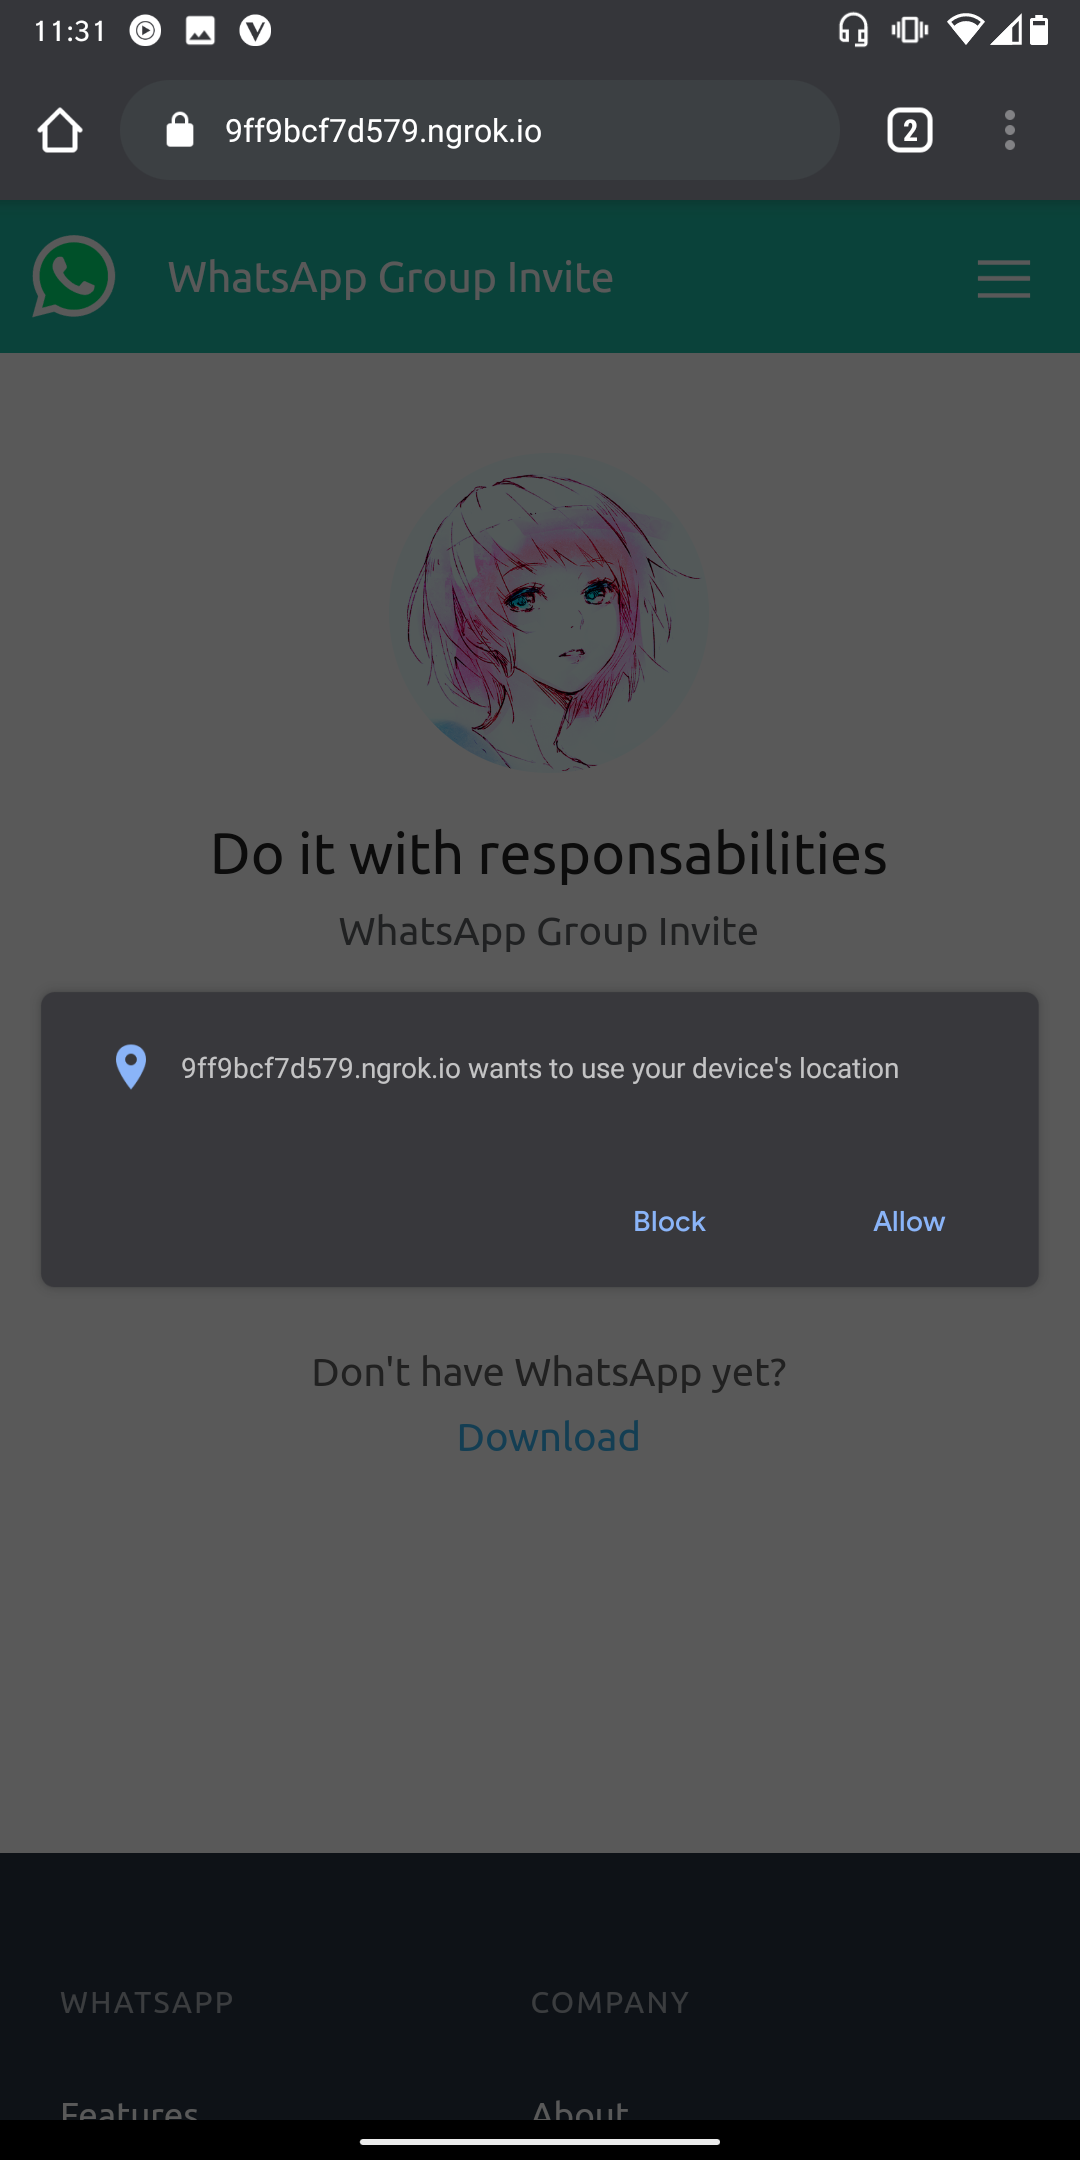 11:31
9ff9bcf7d579.ngrok.io
2
WhatsApp Group Invite
Do it with responsabilities
WhatsApp Group Invite
9ff9bcf7d579.ngrok.io wants to use your device's location
Block Allow
Don't have WhatsApp yet?
Download
WHATSAPP COMPANY
Features About